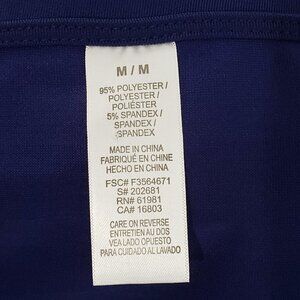 M / M
95% POLYESTER /
POLYESTER /
POLIÉSTER
5% SPANDEX /
SPANDEX /
SPANDEX
MADE IN CHINA
FABRIQUÉ EN CHINE
HECHO EN CHINA
FSC# F3564671
S# 202681
RN# 61981
CA# 16803
CARE ON REVERSE
ENTRETIEN AU DOS
VEA LADO OPUESTO
PARA CUIDADO AL LAVADO